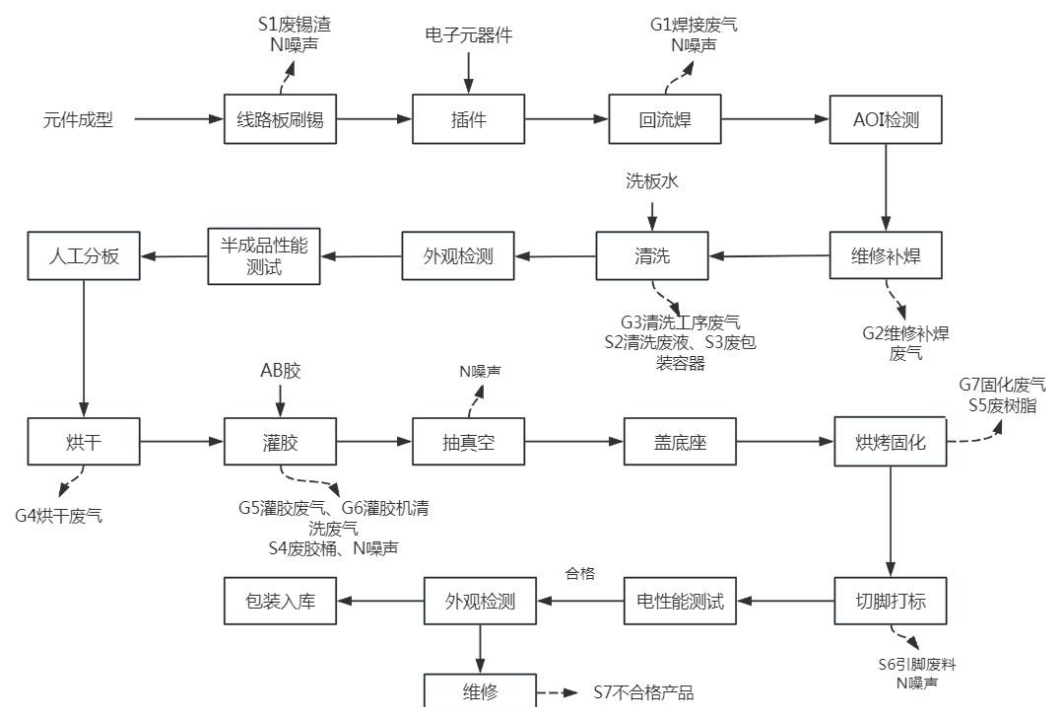 S1废锡渣
N噪声
电子元器件
G1焊接废气
N噪声
元件成型
线路板刷锡
插件
回流焊
AOI检测
洗板水
人工分板
半成品性能
测试
外观检测
清洗
维修补焊
G3清洗工序废气
S2清洗废液、S3废包
装容器
G2维修补焊
废气
AB胶
N噪声
G7固化废气
S5废树脂
烘干
灌胶
抽真空
盖底座
烘烤固化
G4烘干废气
G5灌胶废气、G6灌胶机清
洗废气
S4废胶桶、N噪声
合格
包装入库
外观检测
电性能测试
切脚打标
S6引脚废料
N噪声
维修
S7不合格产品